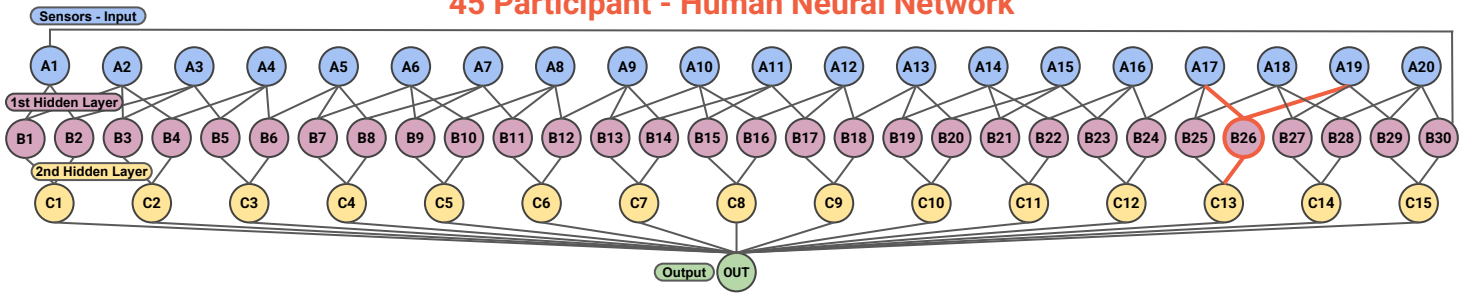 45 Participant - Human Neural Network
Sensors - Input
A1 A2 A3 A4 A5 A6 A7 A8 A9 A10 A11 A12 A13 A14 A15 A16 A17 A18 A19 A20
1st Hidden Layer
B1 B2 B3 B4 B5 B6 B7 B8 B9 B10 B11 B12 B13 B14 B15 B16 B17 B18 B19 B20 B21 B22 B23 B24 B25 B26 B27 B28 B29 B30
2nd Hidden Layer
C1 C2 C3 C4 C5 C6 C7 C8 C9 C10 C11 C12 C13 C14 C15
Output OUT